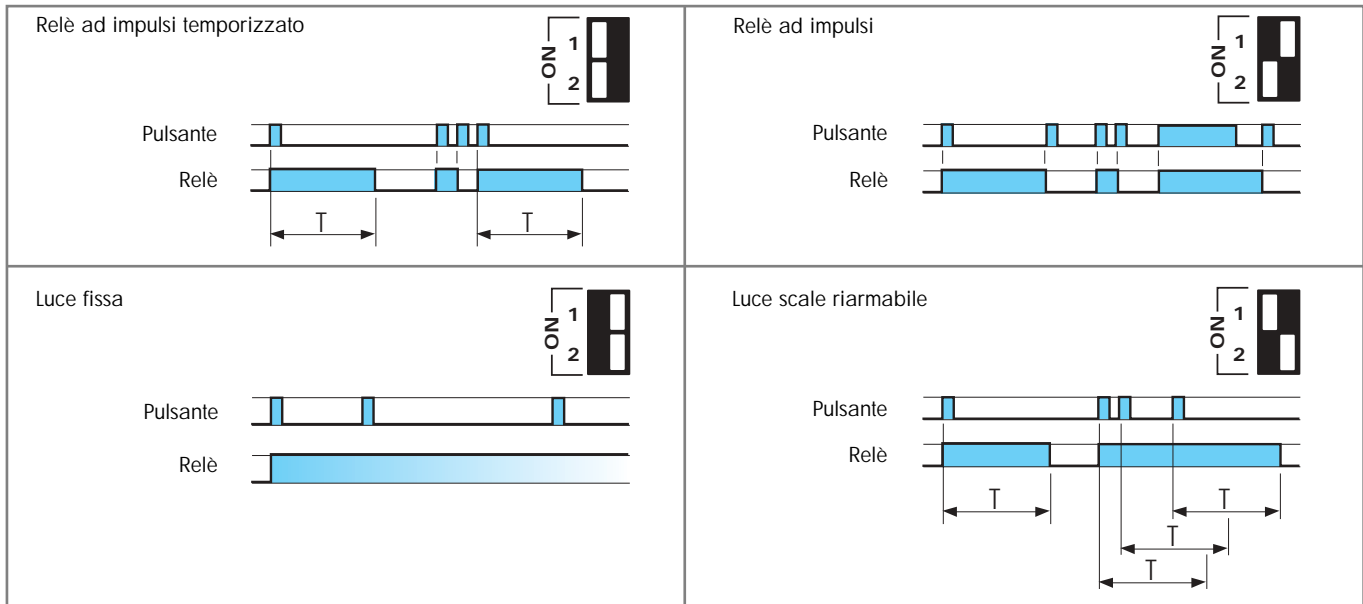 Relè ad impulsi temporizzato
ON
1
2
Pulsante
Relè
T
T
Relè ad impulsi
ON
1
2
Pulsante
Relè
Luce fissa
ON
1
2
Pulsante
Relè
Luce scale riarmabile
ON
1
2
Pulsante
Relè
T
T
T
T